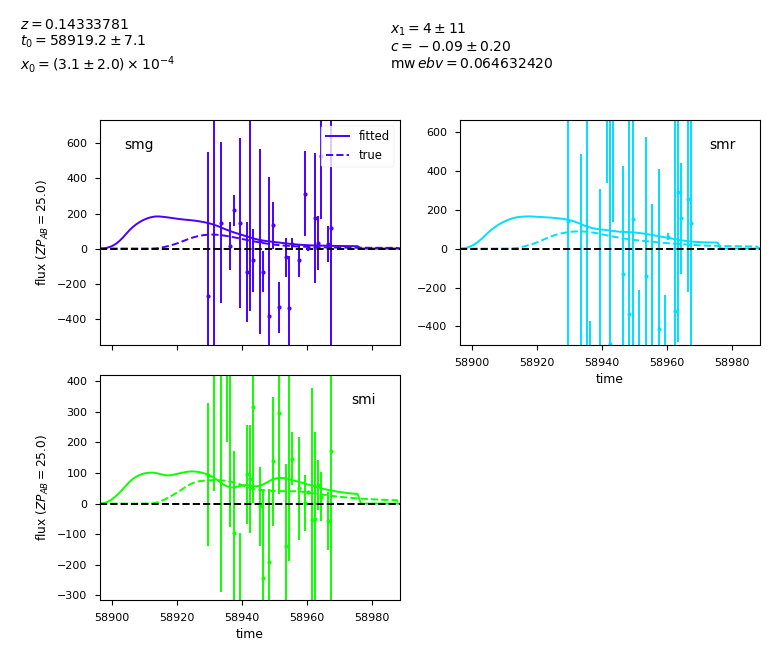 z = 0.14333781
t₀ = 58919.2 ± 7.1
x₀ = (3.1 ± 2.0) × 10⁻⁴
x₁ = 4 ± 11
c = −0.09 ± 0.20
mw ebv = 0.064632420
smg
fitted
true
600
400
200
0
−200
−400
flux (ZP_AB = 25.0)
smr
600
400
200
0
−200
−400
58900 58920 58940 58960 58980
time
smi
400
300
200
100
0
−100
−200
−300
flux (ZP_AB = 25.0)
58900 58920 58940 58960 58980
time